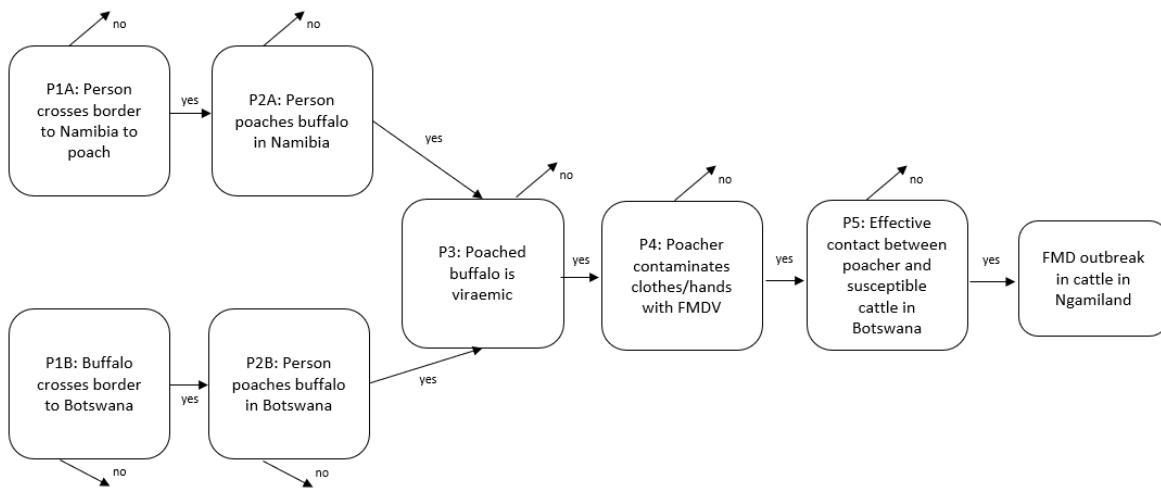 no
no
P1A: Person
crosses border
to Namibia to
poach
yes
P2A: Person
poaches buffalo
in Namibia
yes
no
P3: Poached
buffalo is
viraemic
yes
no
P4: Poacher
contaminates
clothes/hands
with FMDV
yes
no
P5: Effective
contact between
poacher and
susceptible
cattle in
Botswana
yes
FMD outbreak
in cattle in
Ngamiland
P1B: Buffalo
crosses border
to Botswana
yes
P2B: Person
poaches buffalo
in Botswana
yes
no
no